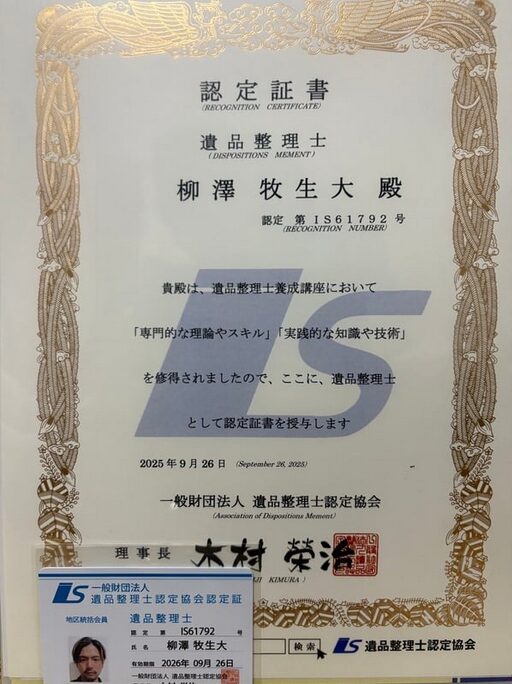 認定証書
(RECOGNITION CERTIFICATE)
遺品整理士
(DISPOSITIONS MEMENT)
柳澤 牧生大 殿
認定 第 IS61792 号
(RECOGNITION NUMBER)
貴殿は、遺品整理士養成講座において
「専門的な理論やスキル」「実践的な知識や技術」
を修得されましたので、ここに、遺品整理士
として認定証書を授与します
2025年9月26日 (September 26, 2025)
一般財団法人 遺品整理士認定協会
(Association of Dispositions Mement)
理事長 木村 榮治
KIMURA)
IS 一般財団法人
遺品整理士認定協会認定証
地区統括会員 遺品整理士
認定 第 IS61792 号
氏名 柳澤 牧生大
有効期限 2026年 09月 26日
一般財団法人 遺品整理士認定協会
検索 IS 遺品整理士認定協会